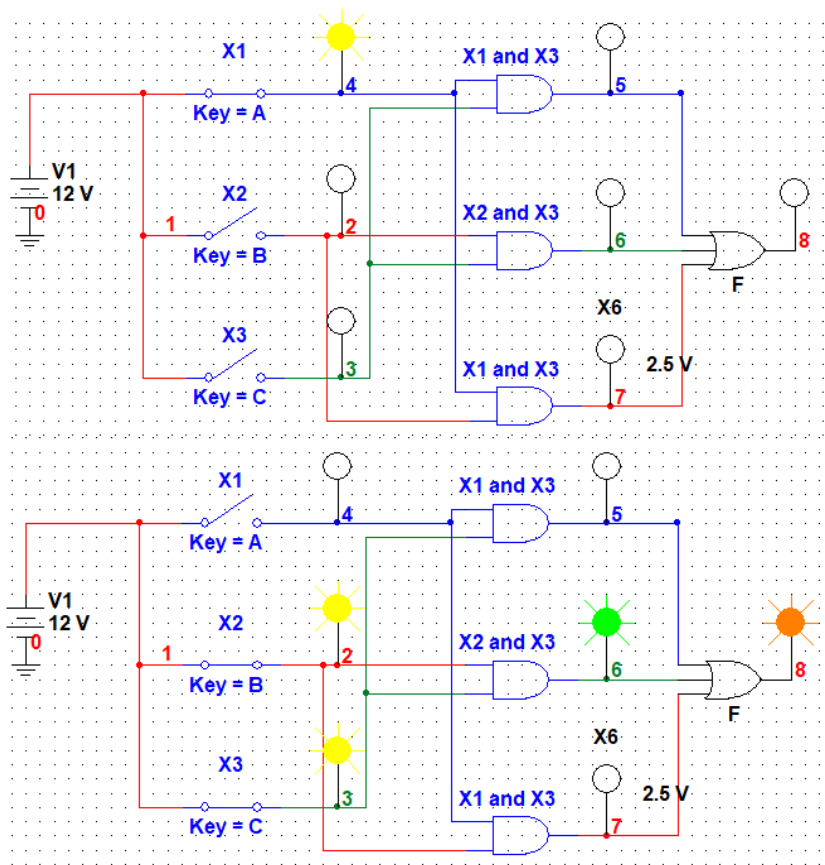 X1
X1 and X3
4
5
Key = A
V1
12 V
0
X2
X2 and X3
1
2
6
8
Key = B
F
X6
X3
2.5 V
X1 and X3
3
7
Key = C
X1
X1 and X3
4
5
Key = A
V1
12 V
0
X2
X2 and X3
1
2
6
8
Key = B
F
X6
X3
2.5 V
X1 and X3
3
7
Key = C